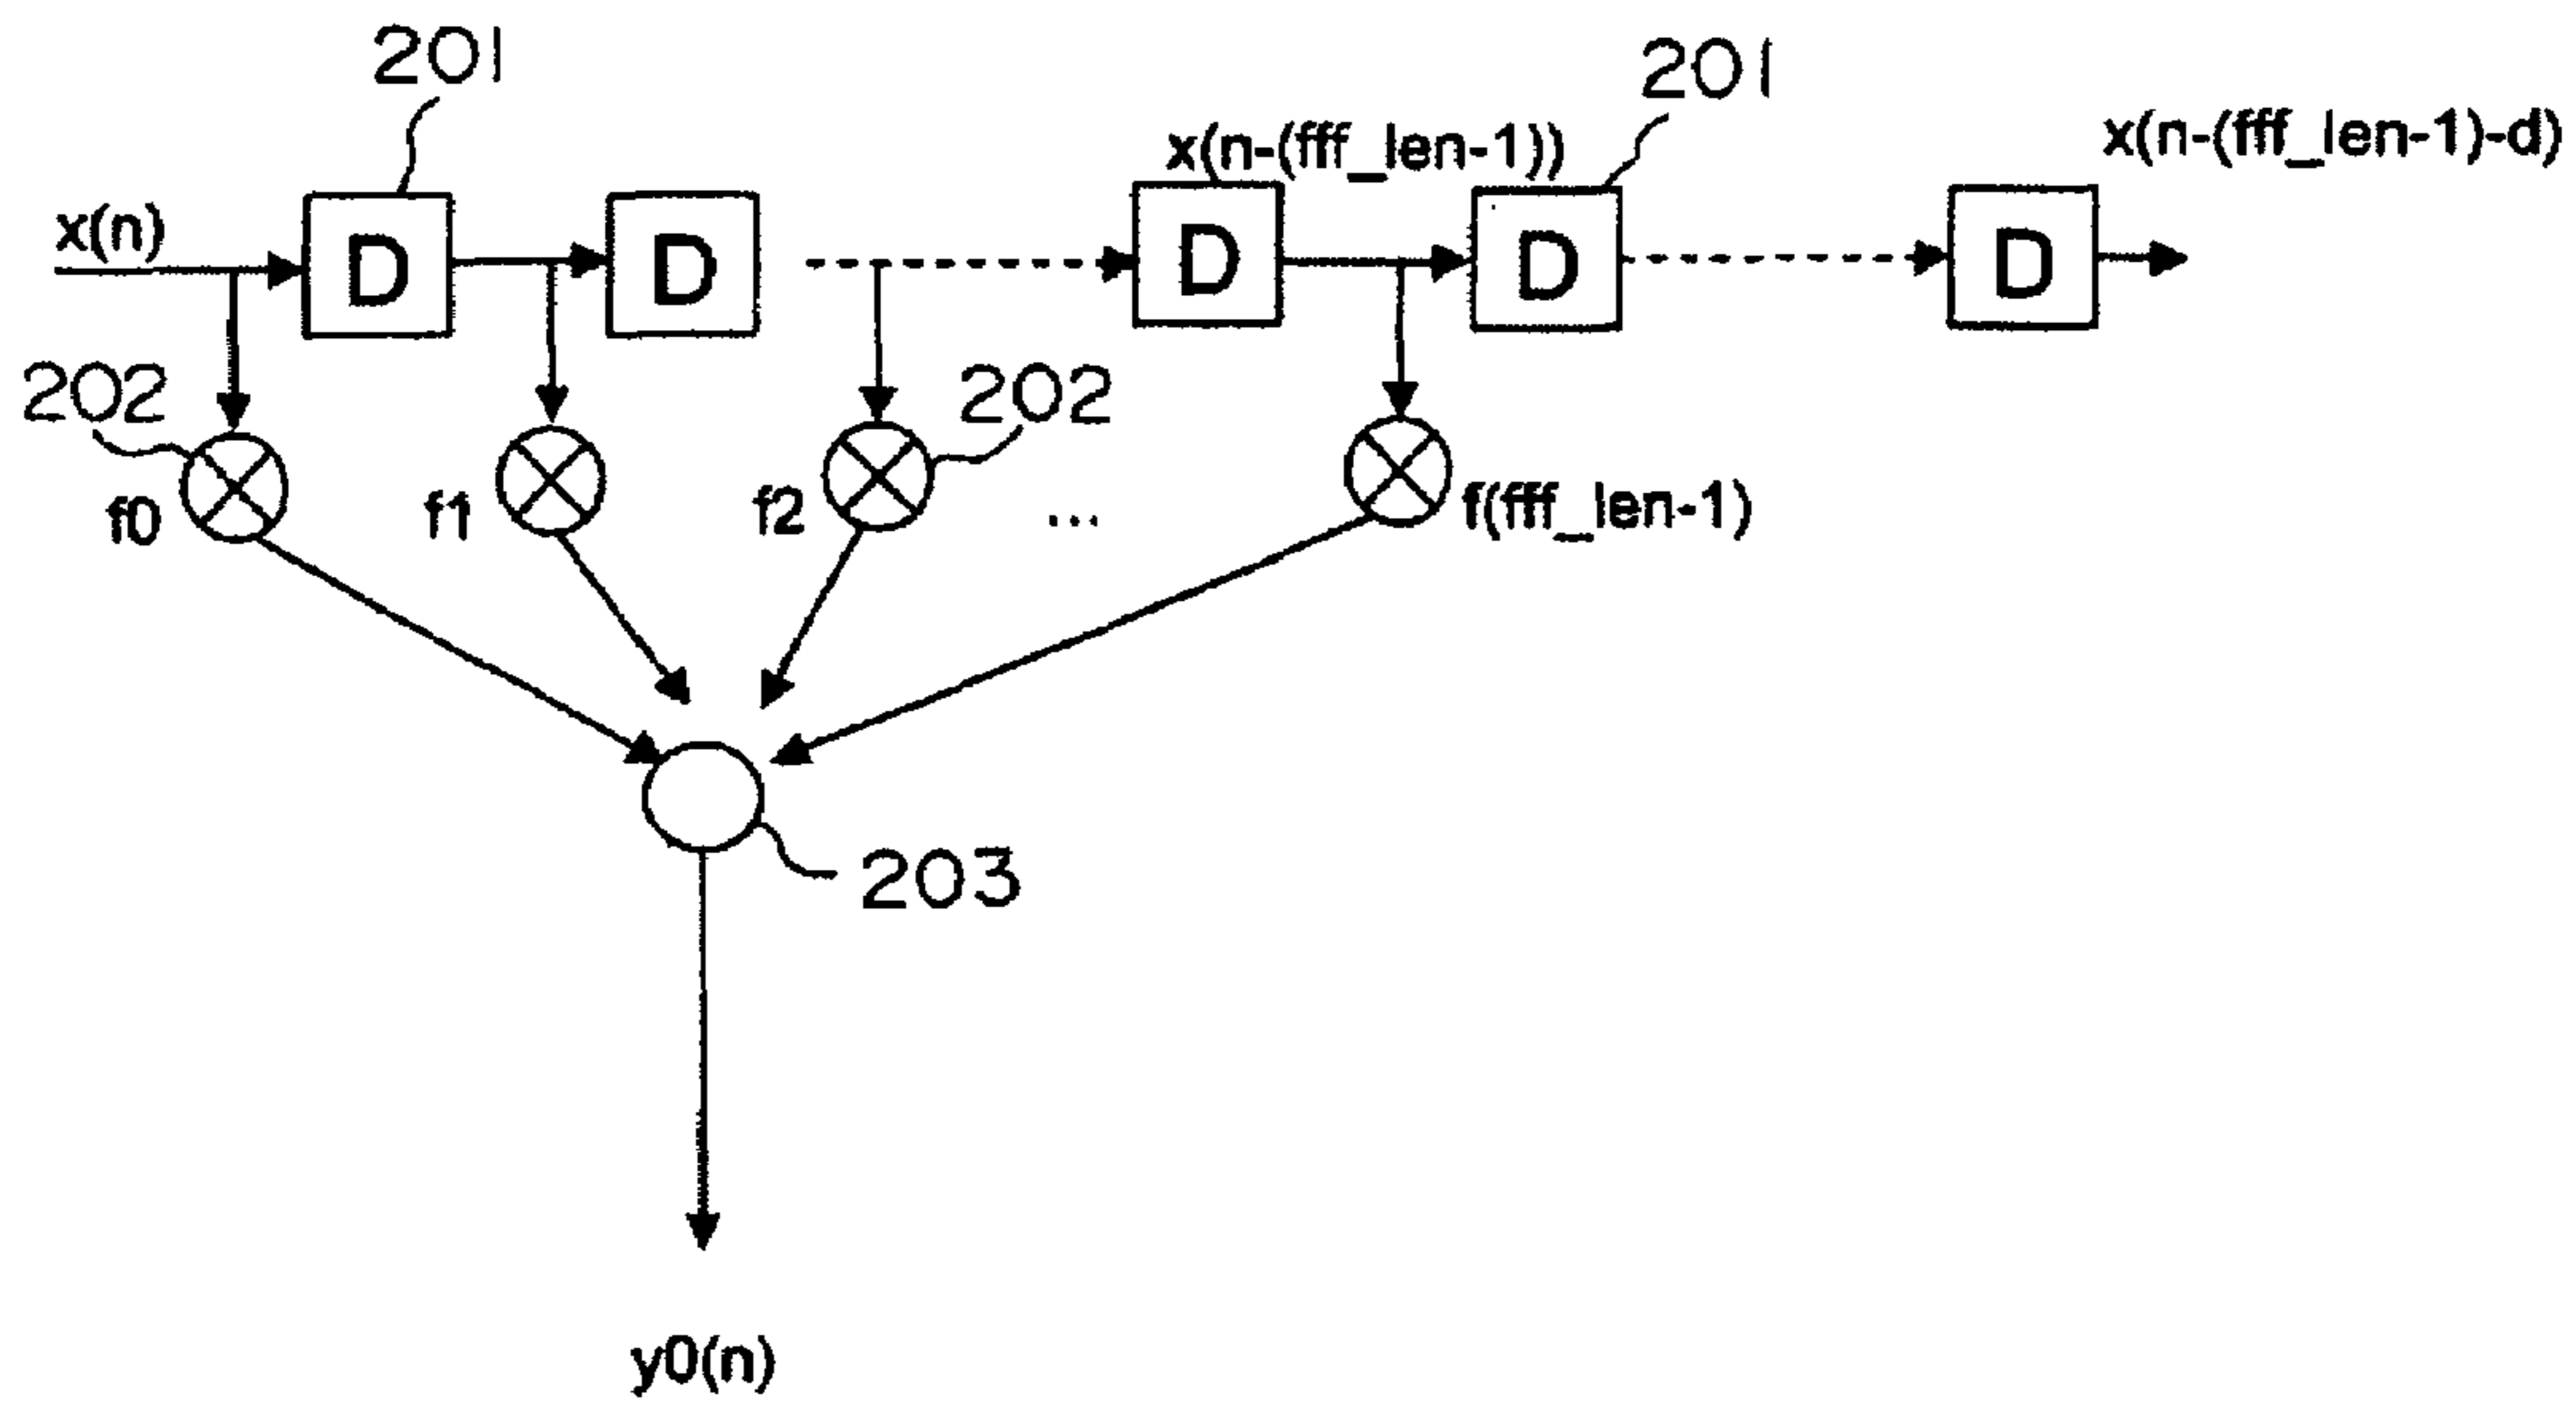 201
201
x(n-(fff_len-1))
x(n-(fff_len-1)-d)
x(n)
D
D
D
D
D
202
202
f0
f1
f2
...
f(fff_len-1)
203
y0(n)